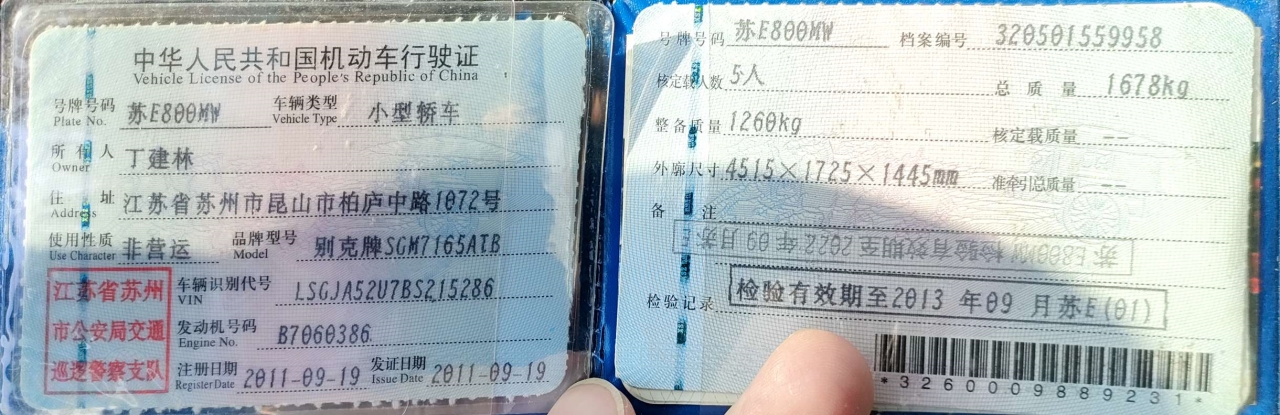 中华人民共和国机动车行驶证
Vehicle License of the People's Republic of China
号牌号码 苏E800MW 车辆类型 小型轿车
Plate No. Vehicle Type
所有人 丁建林
Owner
住址 江苏省苏州市昆山市柏庐中路1072号
Address
使用性质 非营运 品牌型号 别克牌SGM7165ATB
Use Character Model
江苏省苏州
市公安局交通
巡逻警察支队
车辆识别代号 LSGJA52U7BS215286
VIN
发动机号码 B7060386
Engine No.
注册日期 2011-09-19 发证日期 2011-09-19
Register Date Issue Date
号牌号码 苏E800MW 档案编号 320501559958
核定载人数 5人 总质量 1678kg
整备质量 1260kg 核定载质量 --
外廓尺寸 4515×1725×1445mm 准牵引总质量 --
备注
苏E800MW 检验有效期至2022年09月苏
检验记录 检验有效期至2013年09月苏E(01)
*3260009889231*